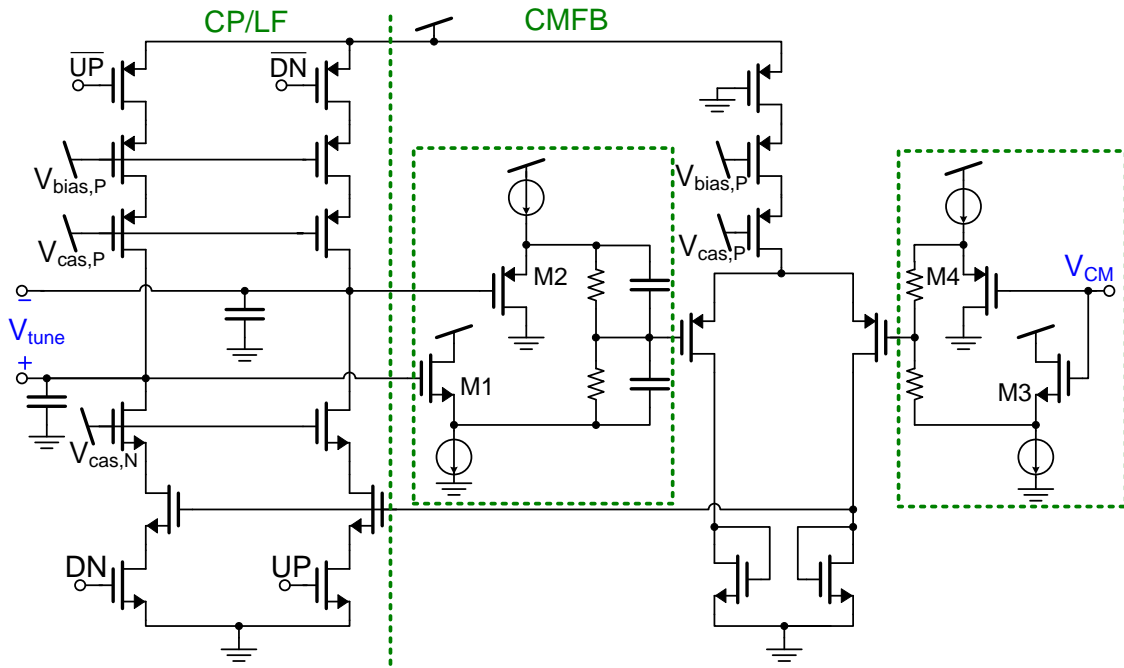 CP/LF
CMFB
UP
DN
V_bias,P
V_cas,P
V_bias,P
V_cas,P
M2
M4
V_CM
−
V_tune
+
M1
M3
V_cas,N
DN
UP